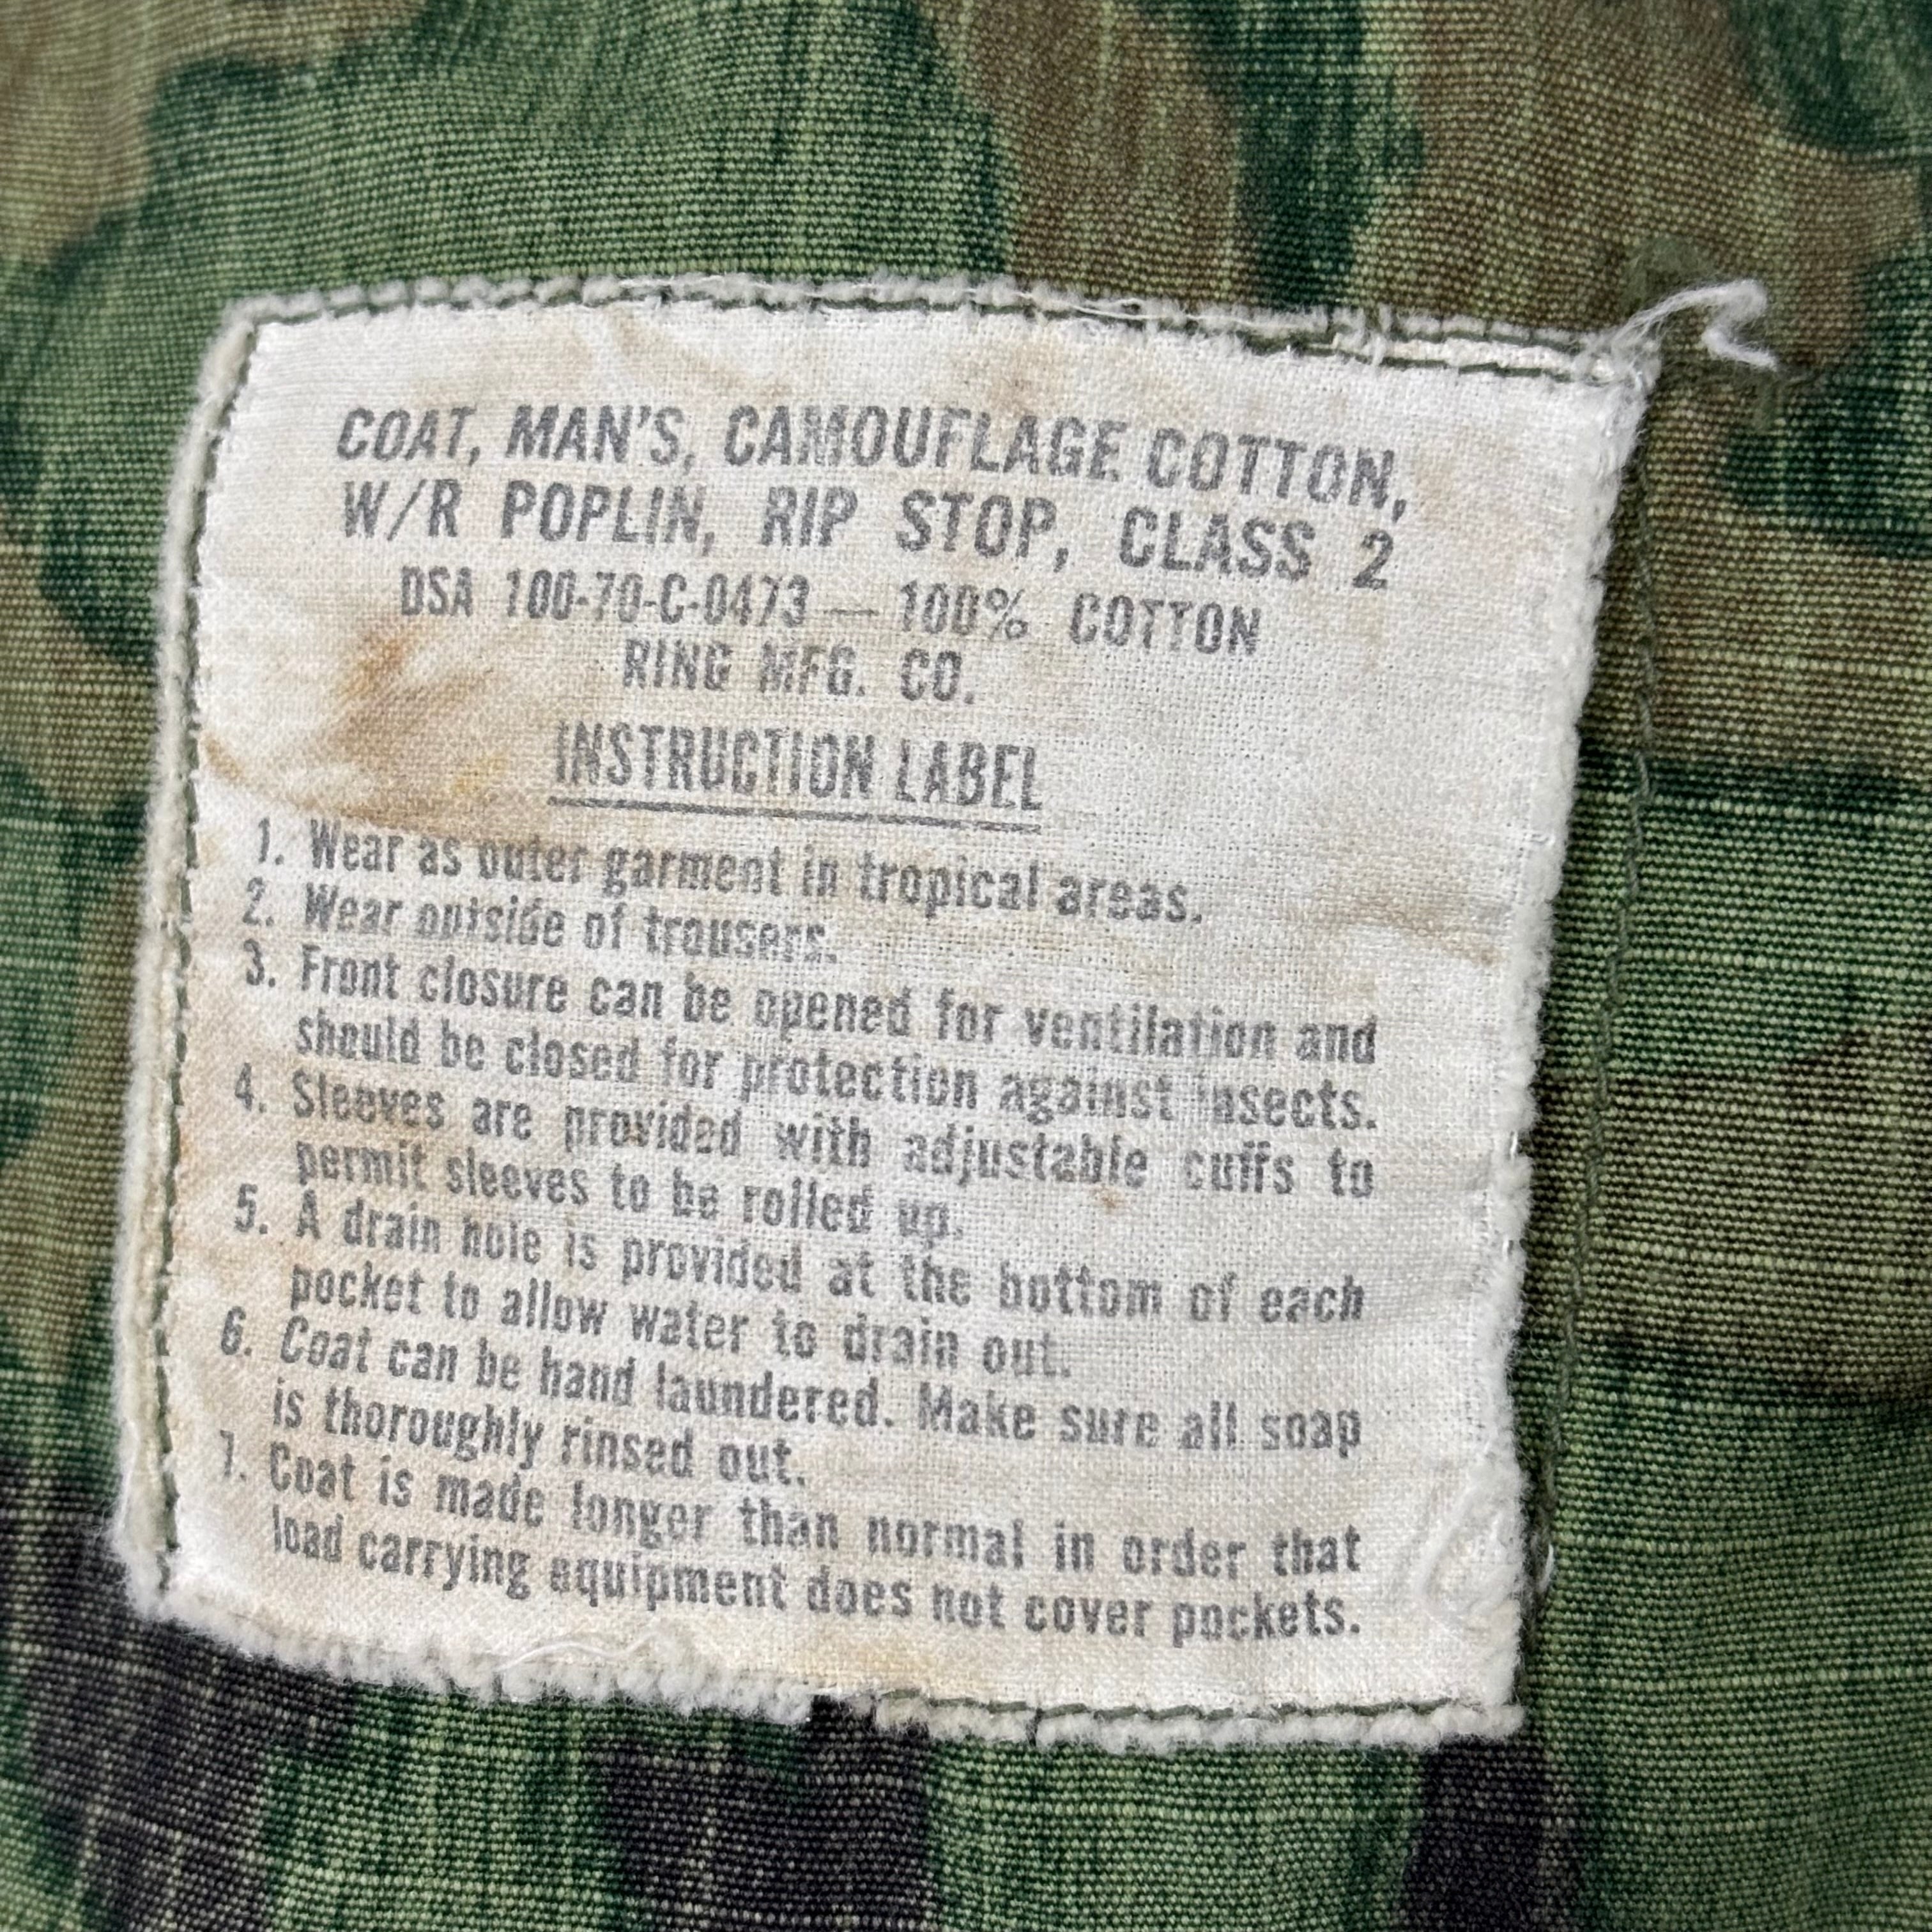 COAT, MAN'S, CAMOUFLAGE COTTON,
W/R POPLIN, RIP STOP, CLASS 2
DSA 100-70-C-0473 — 100% COTTON
RING MFG. CO.
INSTRUCTION LABEL
1. Wear as outer garment in tropical areas.
2. Wear outside of trousers.
3. Front closure can be opened for ventilation and
should be closed for protection against insects.
4. Sleeves are provided with adjustable cuffs to
permit sleeves to be rolled up.
5. A drain hole is provided at the bottom of each
pocket to allow water to drain out.
6. Coat can be hand laundered. Make sure all soap
is thoroughly rinsed out.
7. Coat is made longer than normal in order that
load carrying equipment does not cover pockets.